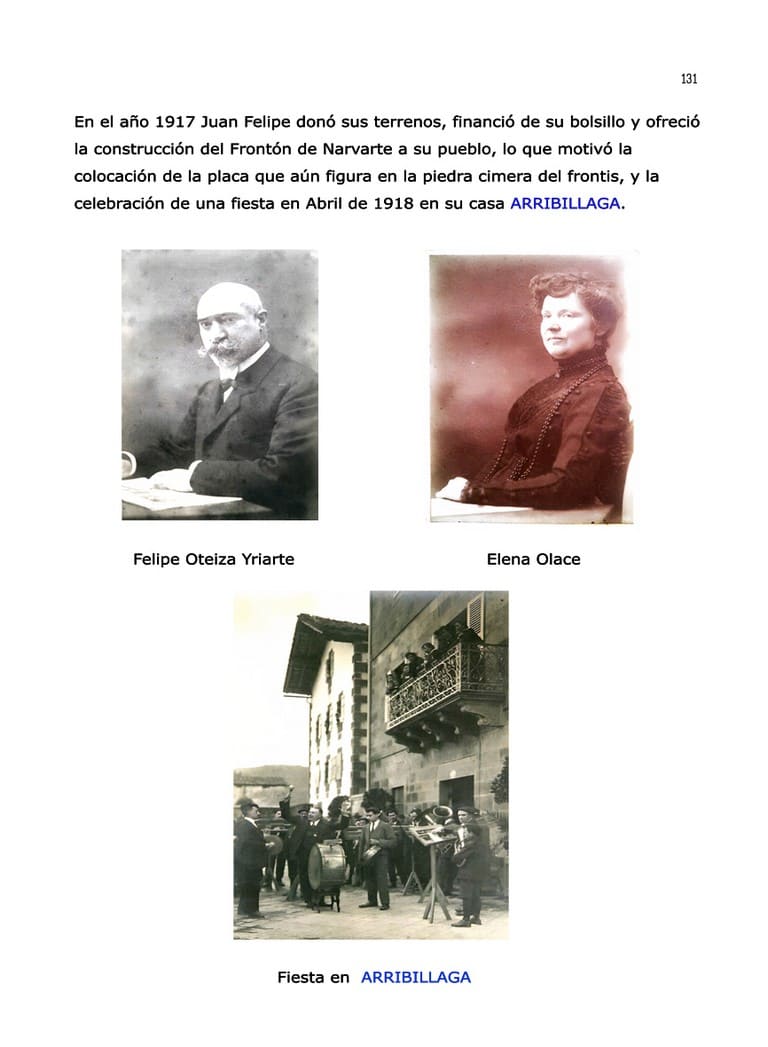 131
En el año 1917 Juan Felipe donó sus terrenos, financió de su bolsillo y ofreció
la construcción del Frontón de Narvarte a su pueblo, lo que motivó la
colocación de la placa que aún figura en la piedra cimera del frontis, y la
celebración de una fiesta en Abril de 1918 en su casa ARRIBILLAGA.
Felipe Oteiza Yriarte
Elena Olace
Fiesta en ARRIBILLAGA